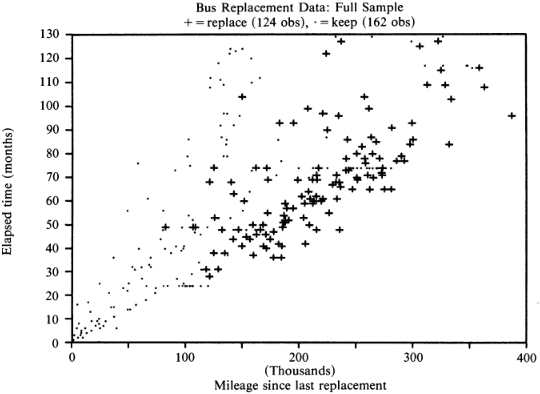 Bus Replacement Data: Full Sample
+ = replace (124 obs), · = keep (162 obs)
130
120
110
100
90
80
70
60
50
40
30
20
10
0
Elapsed time (months)
0 100 200 300 400
(Thousands)
Mileage since last replacement